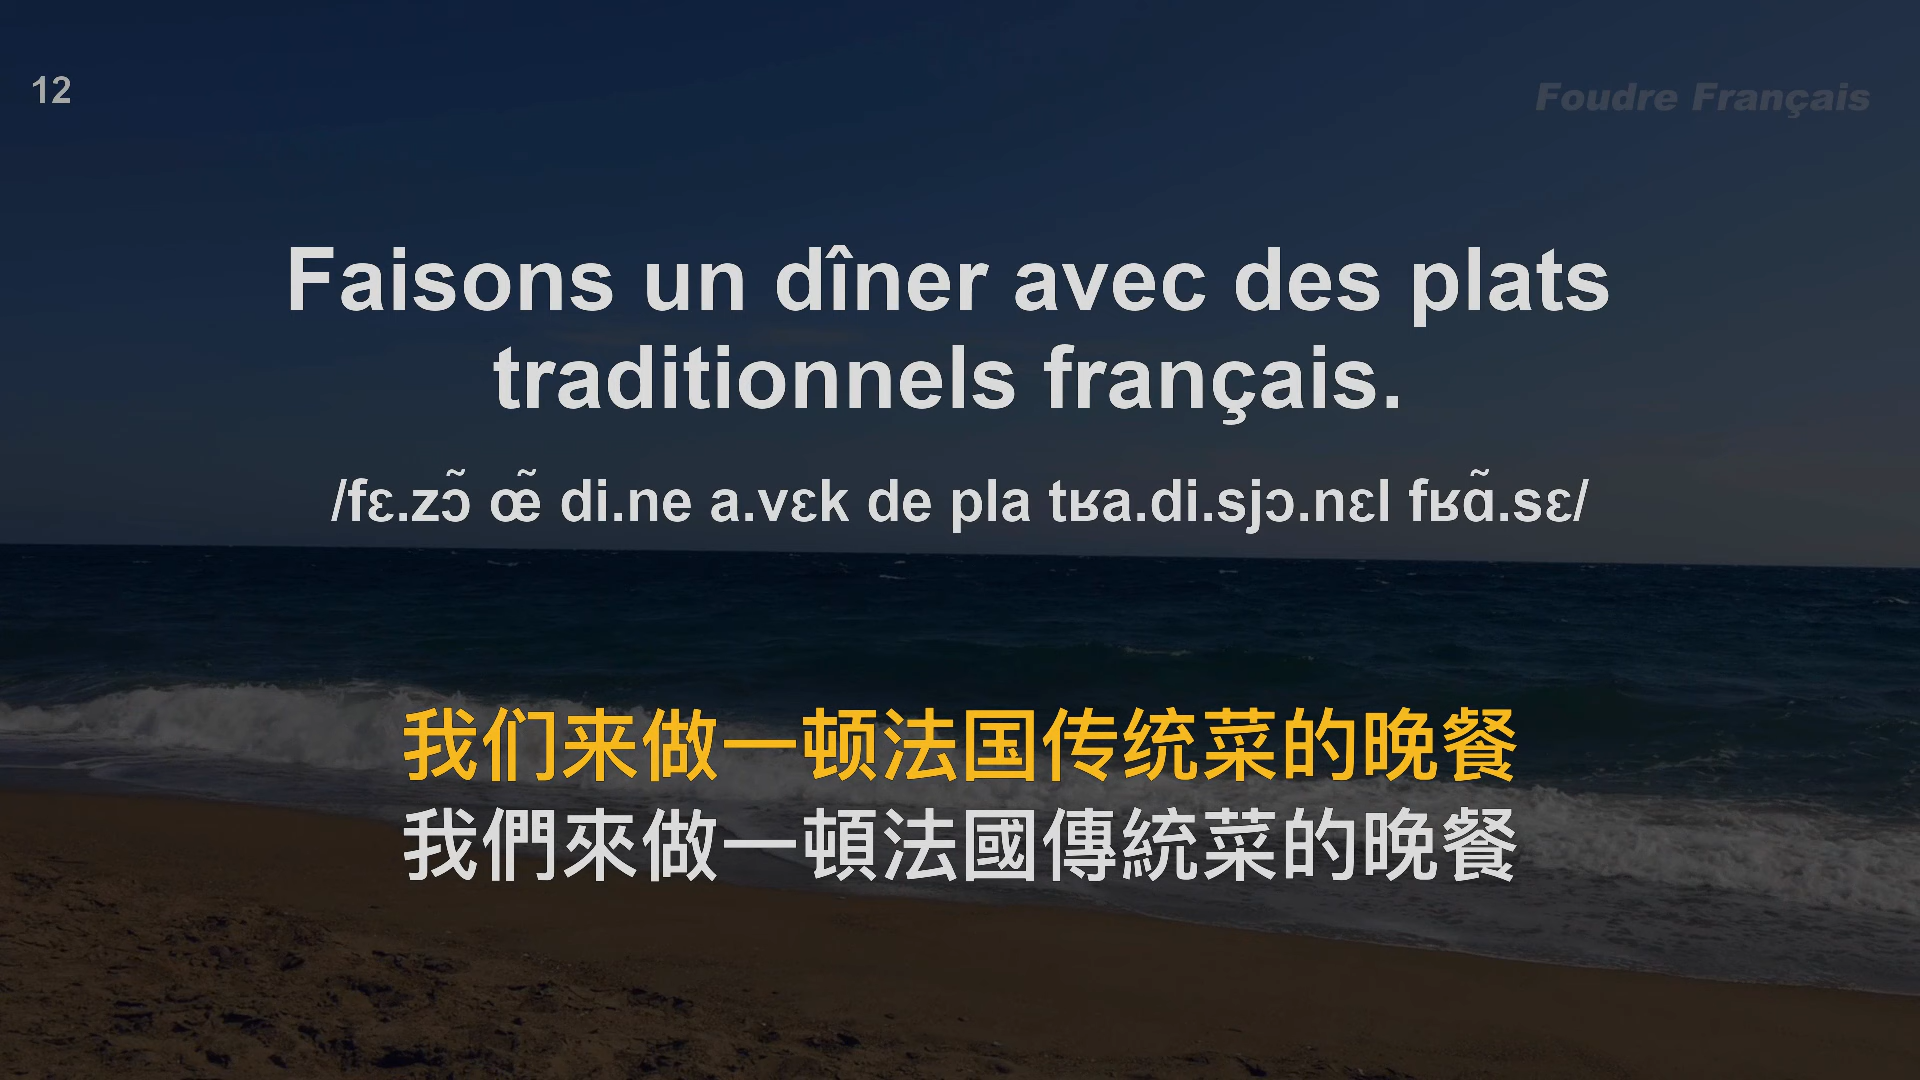 12
Foudre Français
Faisons un dîner avec des plats
traditionnels français.
/fɛ.zɔ̃ œ̃ di.ne a.vɛk de pla tʁa.di.sjɔ.nɛl fʁɑ̃.sɛ/
我们来做一顿法国传统菜的晚餐
我們來做一頓法國傳統菜的晚餐